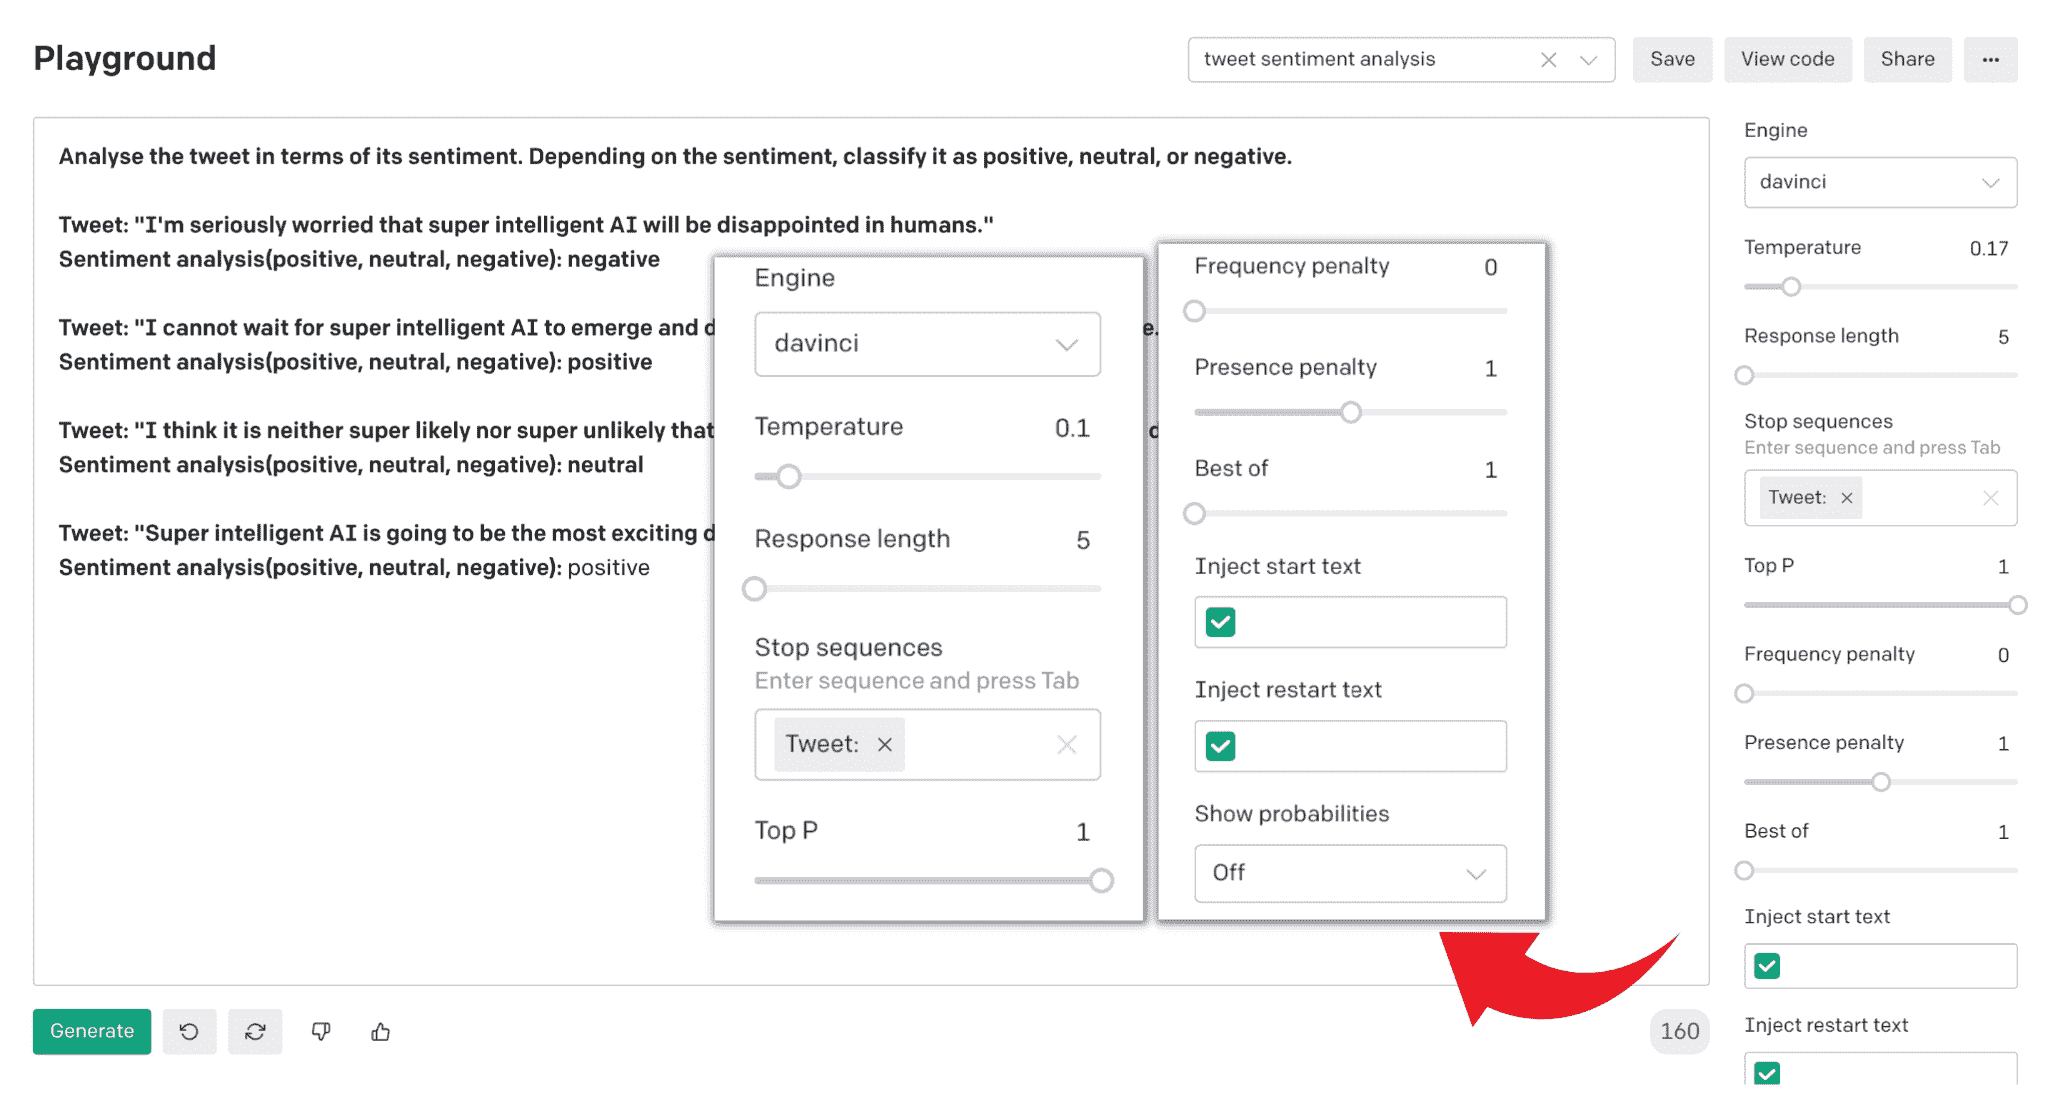 Playground
tweet sentiment analysis
Save
View code
Share
Analyse the tweet in terms of its sentiment. Depending on the sentiment, classify it as positive, neutral, or negative.
Tweet: "I'm seriously worried that super intelligent AI will be disappointed in humans."
Sentiment analysis(positive, neutral, negative): negative
Tweet: "I cannot wait for super intelligent AI to emerge and
Sentiment analysis(positive, neutral, negative): positive
Tweet: "I think it is neither super likely nor super unlikely that
Sentiment analysis(positive, neutral, negative): neutral
Tweet: "Super intelligent AI is going to be the most exciting
Sentiment analysis(positive, neutral, negative): positive
Engine
davinci
Temperature 0.1
Response length 5
Stop sequences
Enter sequence and press Tab
Tweet:
Top P 1
Frequency penalty 0
Presence penalty 1
Best of 1
Inject start text
Inject restart text
Show probabilities
Off
Generate
160
Engine
davinci
Temperature 0.17
Response length 5
Stop sequences
Enter sequence and press Tab
Tweet:
Top P 1
Frequency penalty 0
Presence penalty 1
Best of 1
Inject start text
Inject restart text